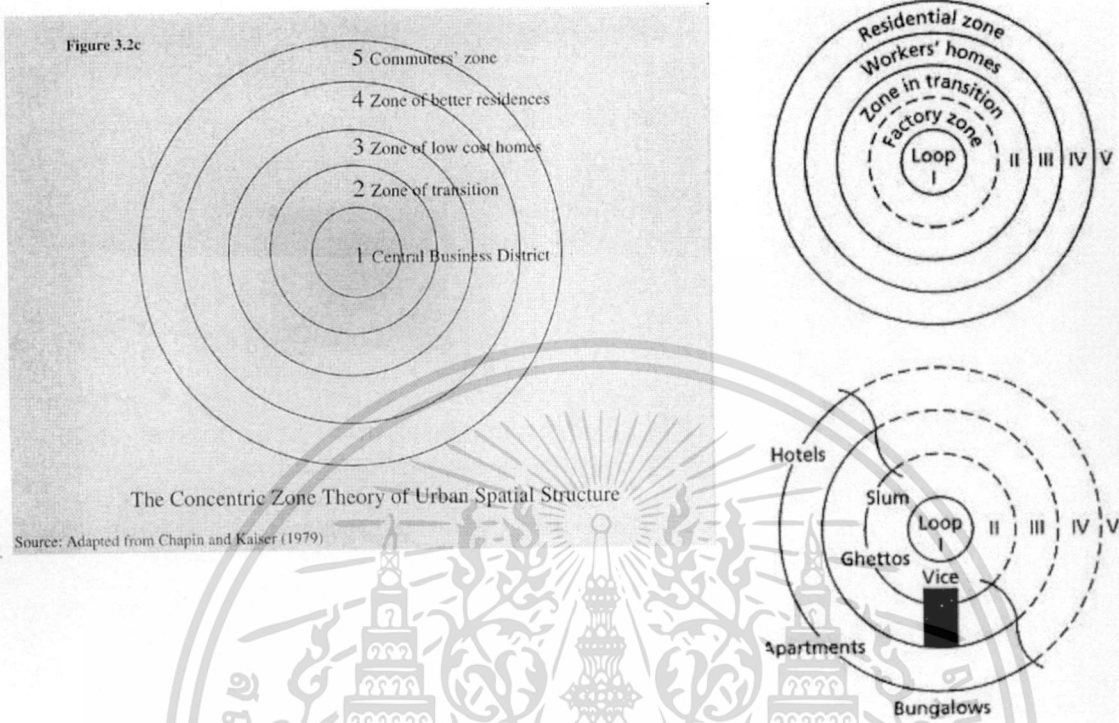 Figure 3.2c
5 Commuters' zone
4 Zone of better residences
3 Zone of low cost homes
2 Zone of transition
1 Central Business District
The Concentric Zone Theory of Urban Spatial Structure
Source: Adapted from Chapin and Kaiser (1979)
Residential zone
Workers' homes
Zone in transition
Factory zone
Loop
I
II III IV V
Hotels
Slum
Loop
I
II III IV V
Ghettos
Vice
Apartments
Bungalows